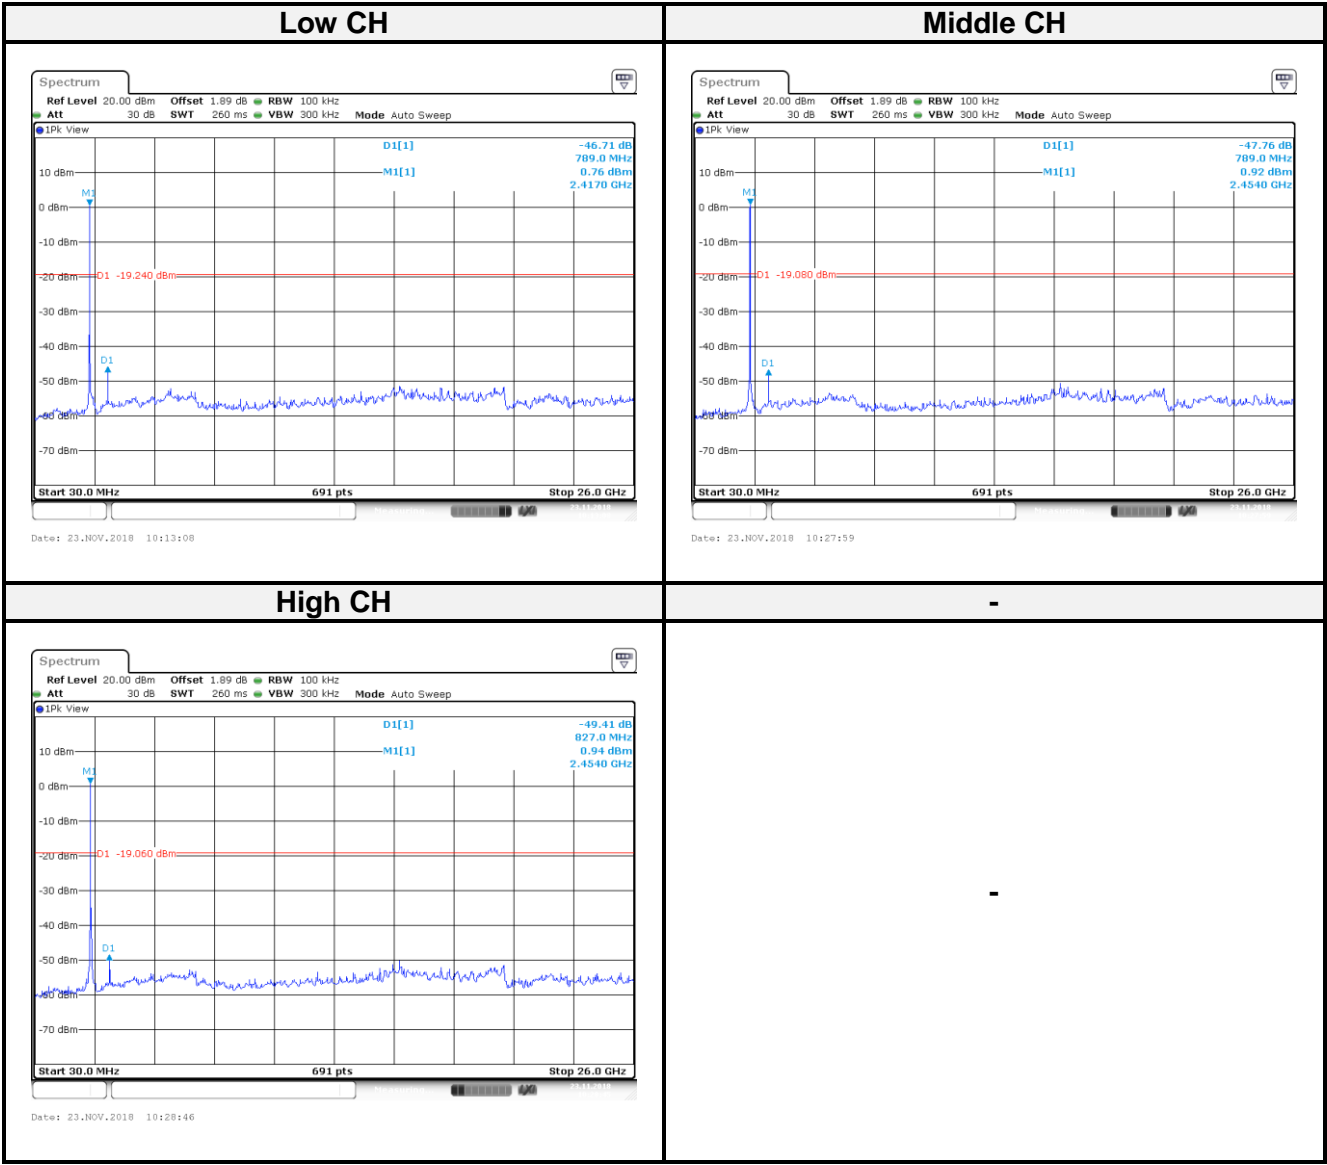 Low CH
Middle CH
Spectrum
Ref Level 20.00 dBm Offset 1.89 dB RBW 100 kHz
Att 30 dB SWT 260 ms VBW 300 kHz Mode Auto Sweep
1Pk View
D1[1] -46.71 dB
789.0 MHz
10 dBm M1[1] 0.76 dBm
2.4170 GHz
M1
0 dBm
-10 dBm
-20 dBm D1 -19.240 dBm
-30 dBm
-40 dBm
D1
-50 dBm
-60 dBm
-70 dBm
Start 30.0 MHz 691 pts Stop 26.0 GHz
Date: 23.NOV.2018 10:13:08
Spectrum
Ref Level 20.00 dBm Offset 1.89 dB RBW 100 kHz
Att 30 dB SWT 260 ms VBW 300 kHz Mode Auto Sweep
1Pk View
D1[1] -47.76 dB
789.0 MHz
10 dBm M1[1] 0.92 dBm
2.4540 GHz
M1
0 dBm
-10 dBm
-20 dBm D1 -19.080 dBm
-30 dBm
-40 dBm
D1
-50 dBm
-60 dBm
-70 dBm
Start 30.0 MHz 691 pts Stop 26.0 GHz
23.11.2018
Date: 23.NOV.2018 10:27:59
High CH
-
Spectrum
Ref Level 20.00 dBm Offset 1.89 dB RBW 100 kHz
Att 30 dB SWT 260 ms VBW 300 kHz Mode Auto Sweep
1Pk View
D1[1] -49.41 dB
827.0 MHz
10 dBm M1[1] 0.94 dBm
2.4540 GHz
M1
0 dBm
-10 dBm
-20 dBm D1 -19.060 dBm
-30 dBm
-40 dBm
D1
-50 dBm
-60 dBm
-70 dBm
Start 30.0 MHz 691 pts Stop 26.0 GHz
Date: 23.NOV.2018 10:28:46
-